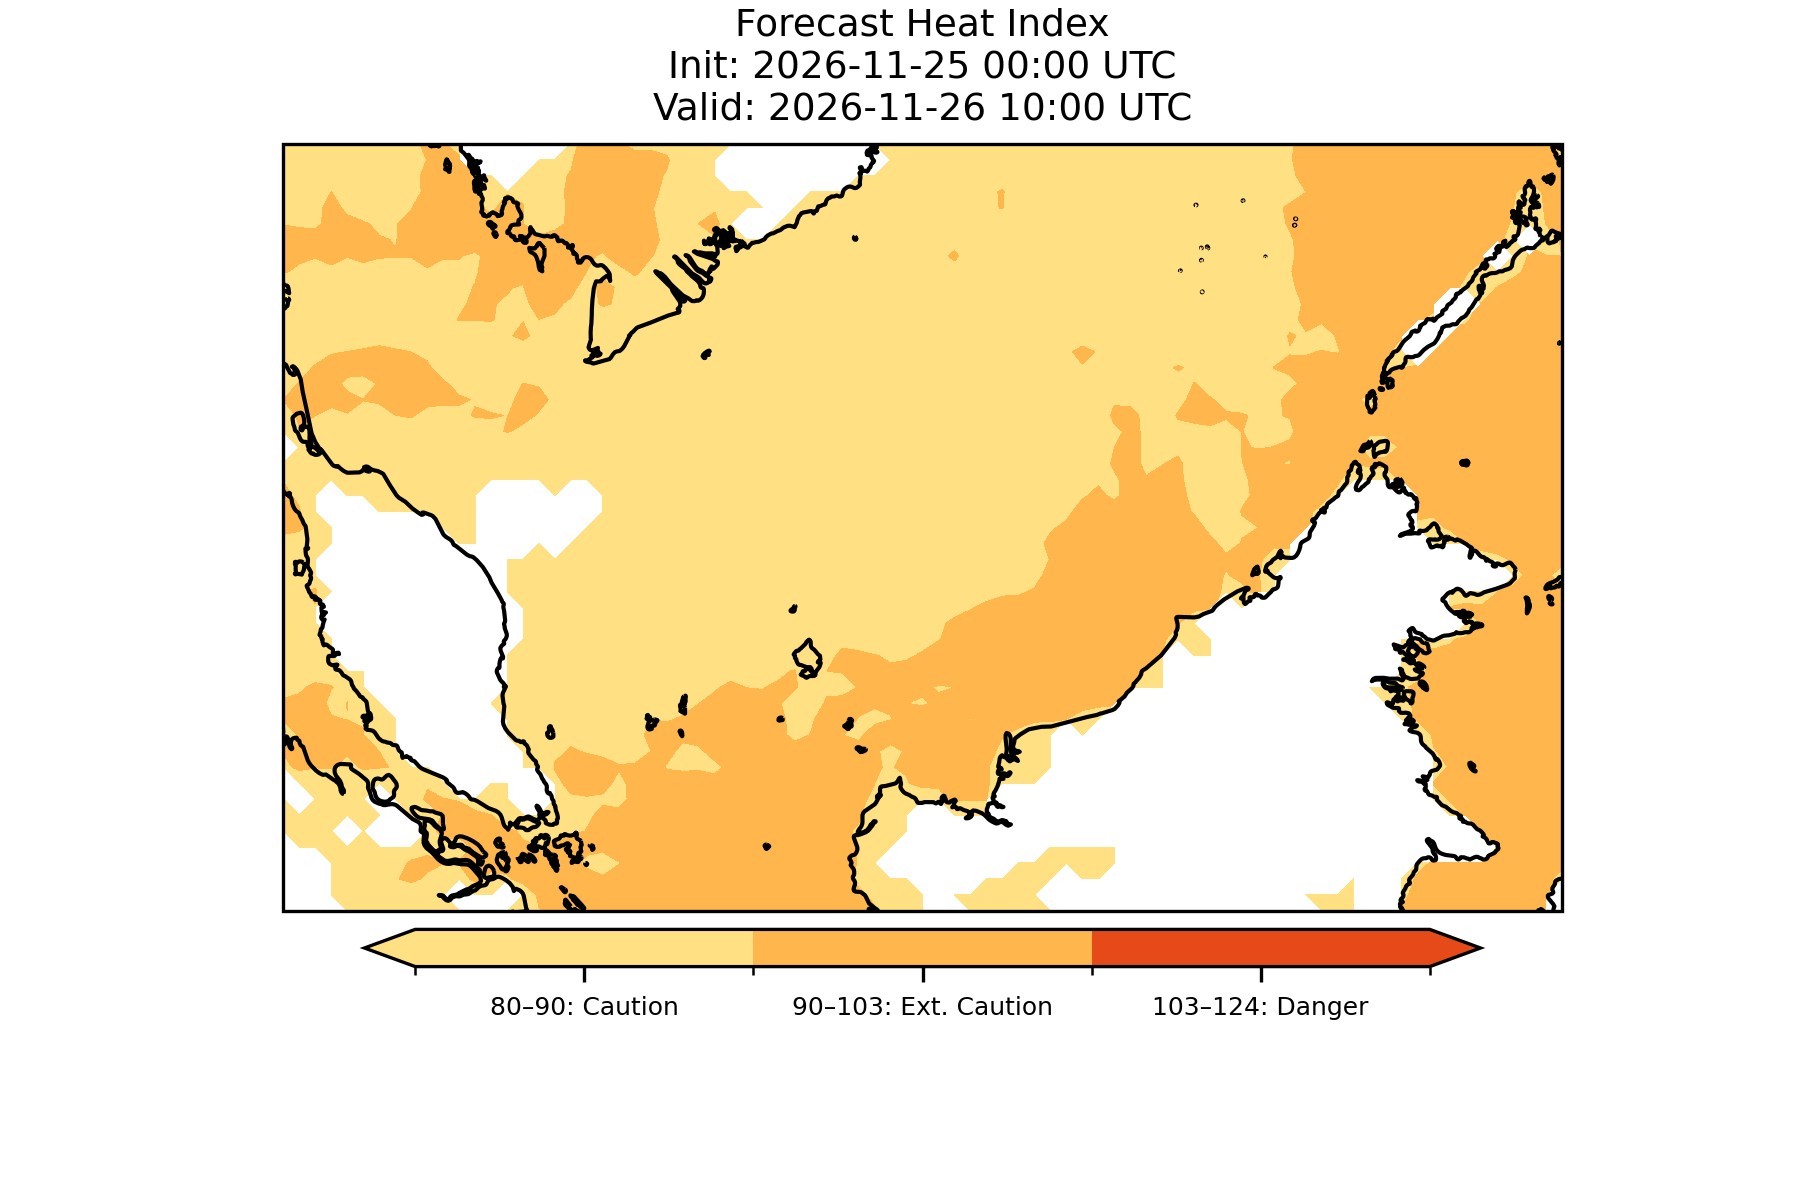 Forecast Heat Index
Init: 2026-11-25 00:00 UTC
Valid: 2026-11-26 10:00 UTC
80–90: Caution
90–103: Ext. Caution
103–124: Danger